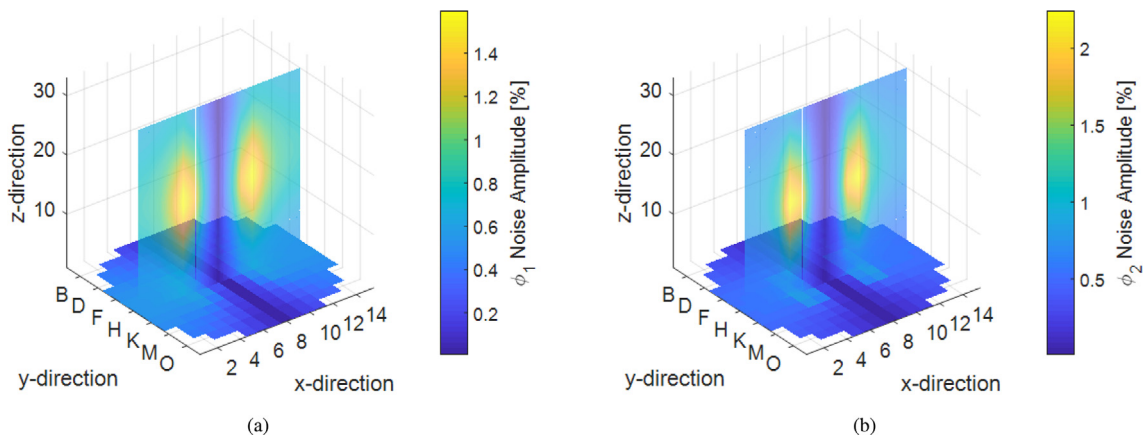 30
20
10
z-direction
B
D
F
H
K
M
O
y-direction
2
4
6
8
10
12
14
x-direction
1.4
1.2
1
0.8
0.6
0.4
0.2
ϕ₁ Noise Amplitude [%]
(a)
30
20
10
z-direction
B
D
F
H
K
M
O
y-direction
2
4
6
8
10
12
14
x-direction
2
1.5
1
0.5
ϕ₂ Noise Amplitude [%]
(b)